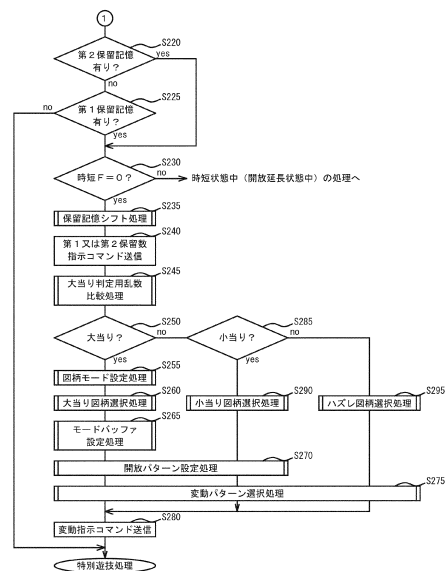 1
S220
第2保留記憶
有り?
yes
no
S225
第1保留記憶
有り?
no
yes
S230
時短F=0?
no
時短状態中(開放延長状態中)の処理へ
yes
S235
保留記憶シフト処理
S240
第1又は第2保留数
指示コマンド送信
S245
大当り判定用乱数
比較処理
S250
大当り?
no
S285
小当り?
no
yes
yes
S255
図柄モード設定処理
S260
大当り図柄選択処理
S290
小当り図柄選択処理
S295
ハズレ図柄選択処理
S265
モードバッファ
設定処理
S270
開放パターン設定処理
S275
変動パターン選択処理
S280
変動指示コマンド送信
特別遊技処理